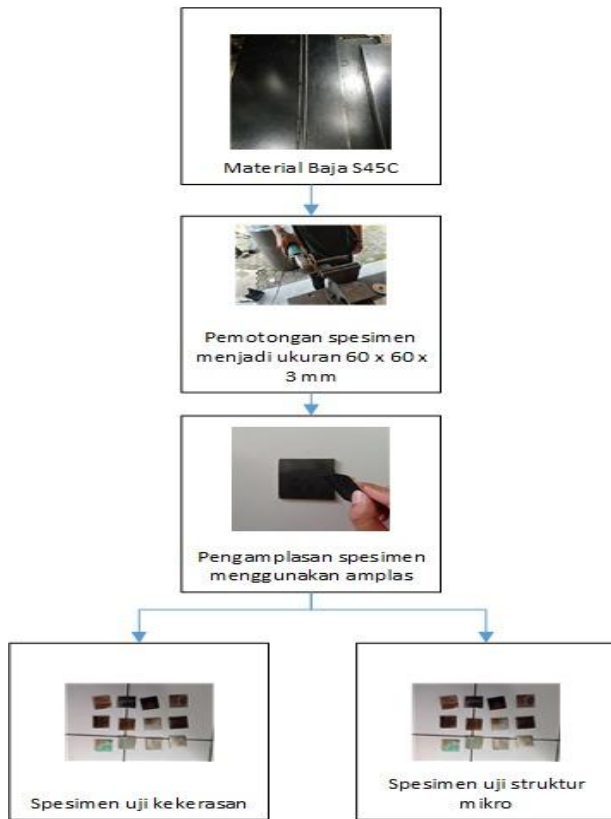 Material Baja S45C
Pemotongan spesimen
menjadi ukuran 60 x 60 x
3 mm
Pengamplasan spesimen
menggunakan amplas
Spesimen uji kekerasan
Spesimen uji struktur
mikro